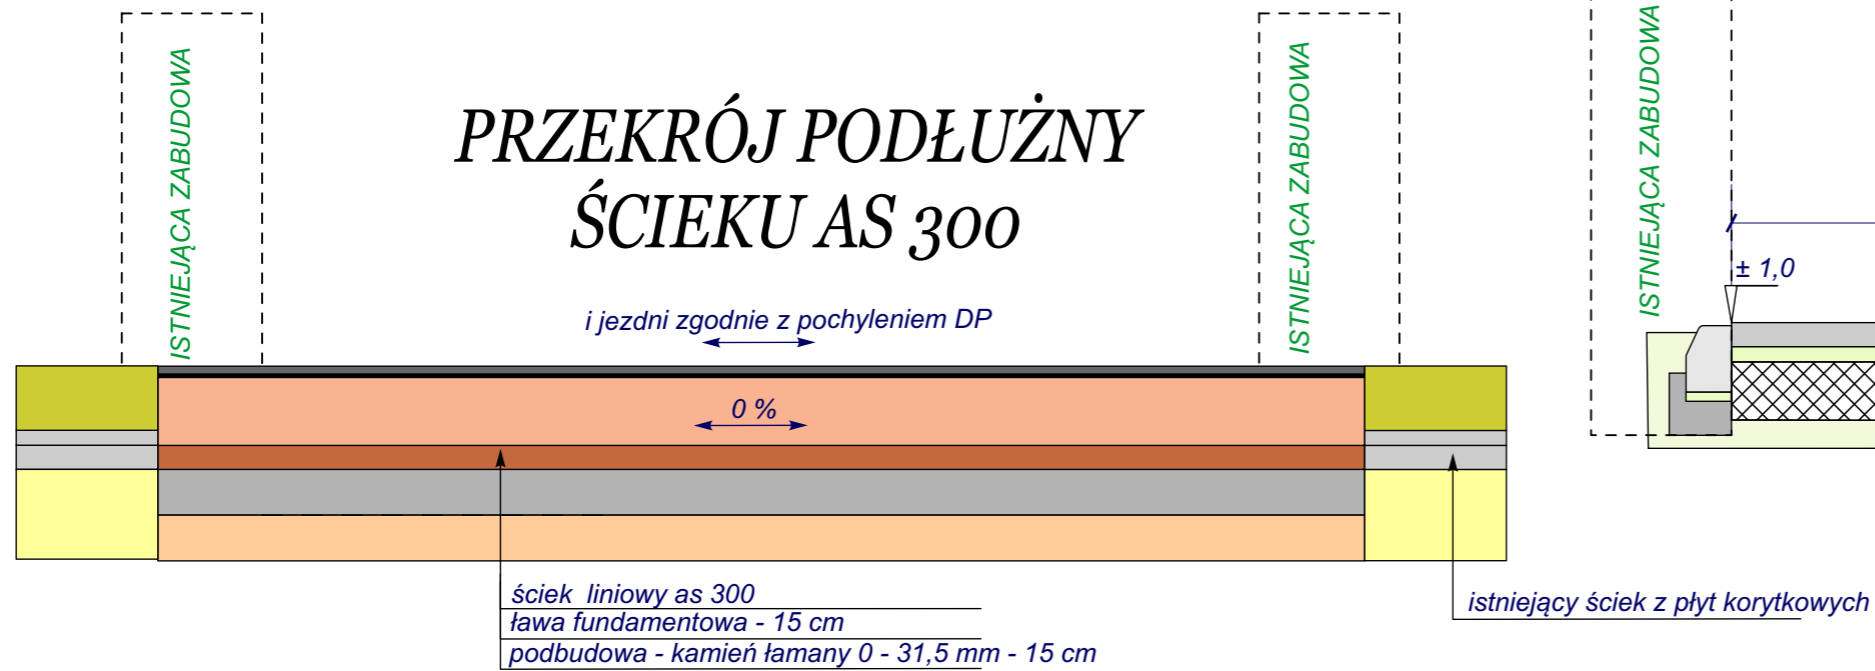 ISTNIEJĄCA ZABUDOWA
PRZEKRÓJ PODŁUŻNY
ŚCIEKU AS 300
ISTNIEJĄCA ZABUDOWA
ISTNIEJĄCA ZABUDOWA
± 1,0
i jezdni zgodnie z pochyleniem DP
0 %
ściek liniowy as 300
ława fundamentowa - 15 cm
podbudowa - kamień łamany 0 - 31,5 mm - 15 cm
istniejący ściek z płyt korytkowych